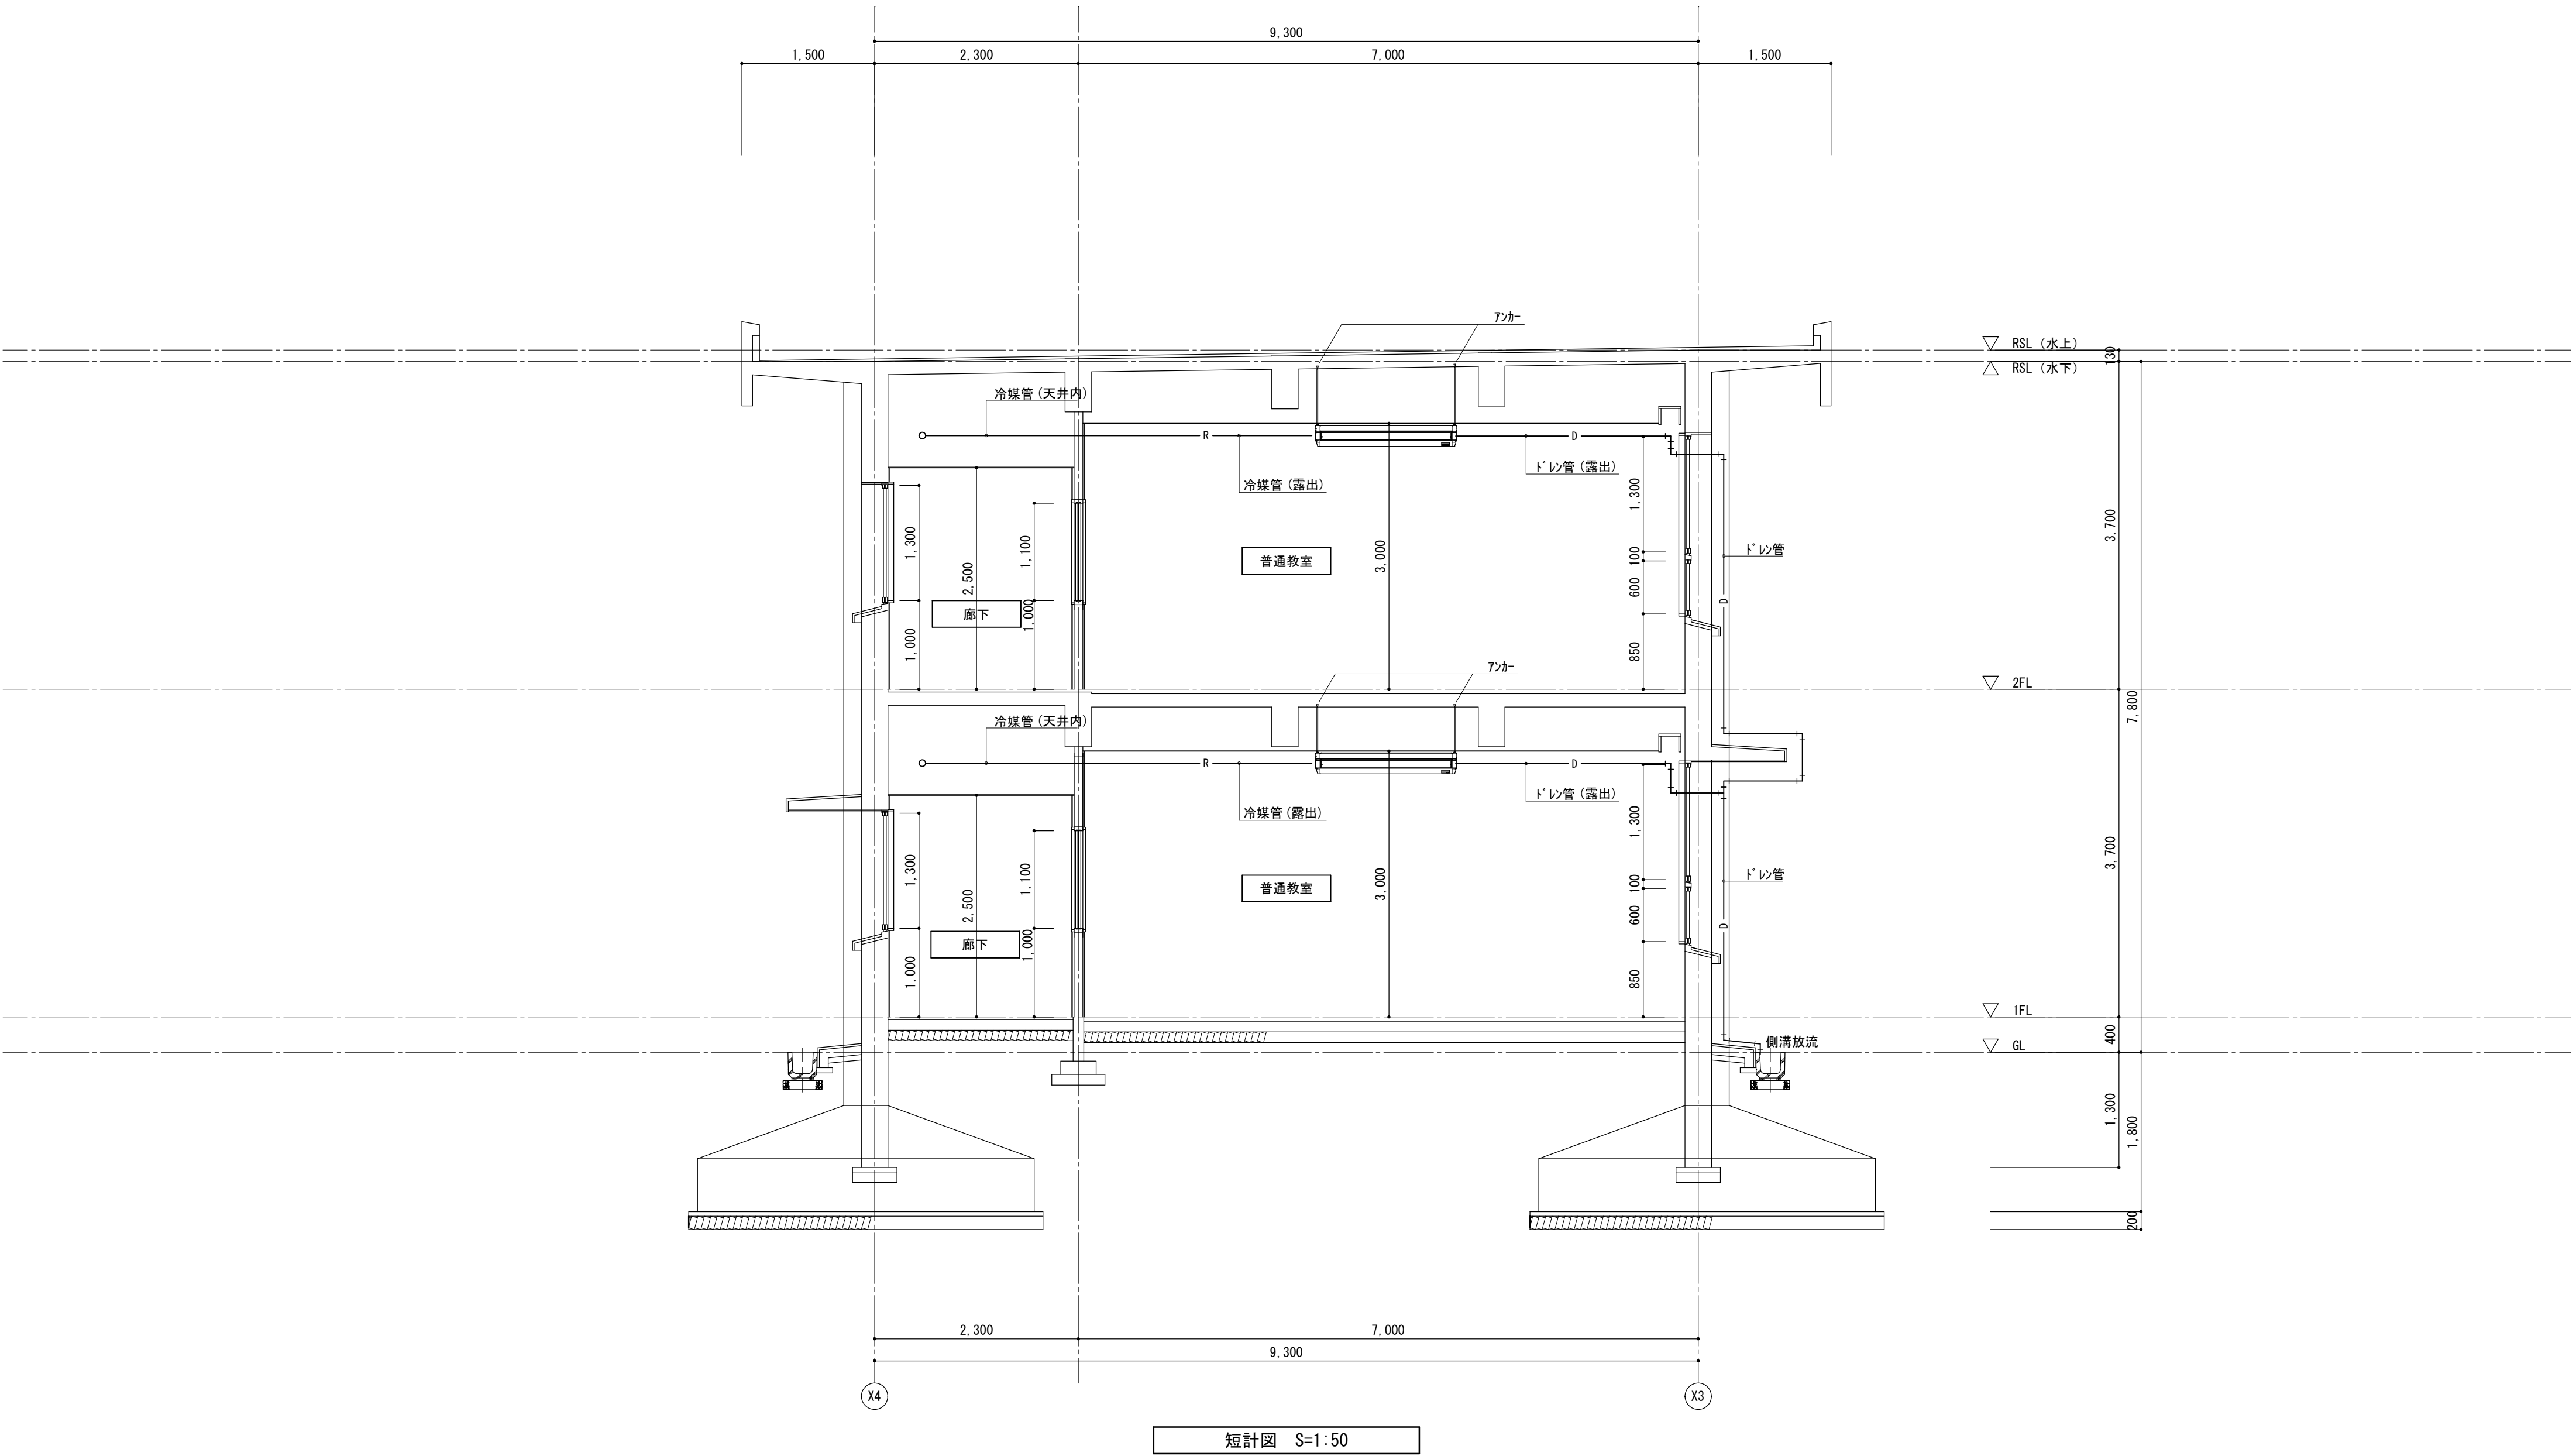 9,300
1,500
2,300
7,000
1,500
アンカー
RSL (水上)
130
RSL (水下)
冷媒管(天井内)
R
D
ドレン管(露出)
冷媒管(露出)
1,300
1,300
1,100
2,500
3,000
普通教室
100
600
ドレン管
3,700
D
廊下
1,000
1,000
850
アンカー
2FL
7,800
冷媒管(天井内)
R
D
ドレン管(露出)
冷媒管(露出)
1,300
1,300
1,100
2,500
3,000
普通教室
100
600
ドレン管
3,700
D
廊下
1,000
1,000
850
1FL
400
側溝放流
GL
1,300
1,800
200
2,300
7,000
9,300
X4
X3
短計図 S=1:50